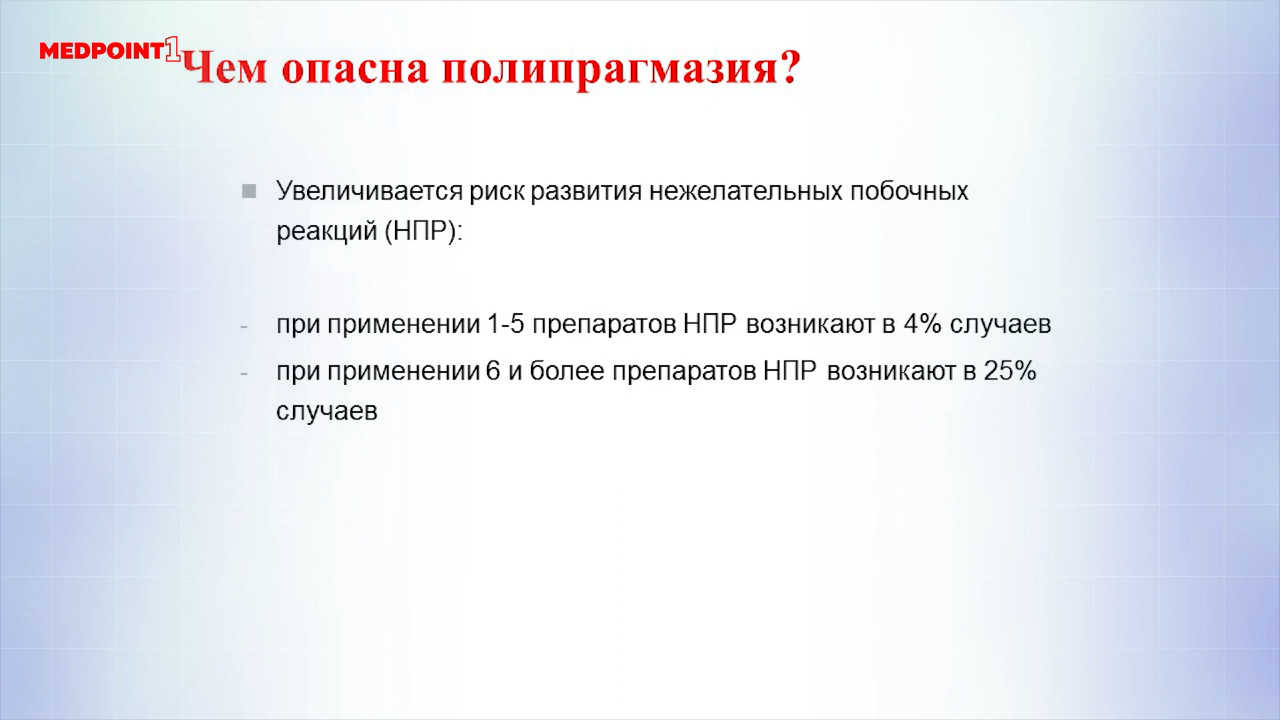 MEDPOINT1
Чем опасна полипрагмазия?
Увеличивается риск развития нежелательных побочных
реакций (НПР):
- при применении 1-5 препаратов НПР возникают в 4% случаев
- при применении 6 и более препаратов НПР возникают в 25%
случаев